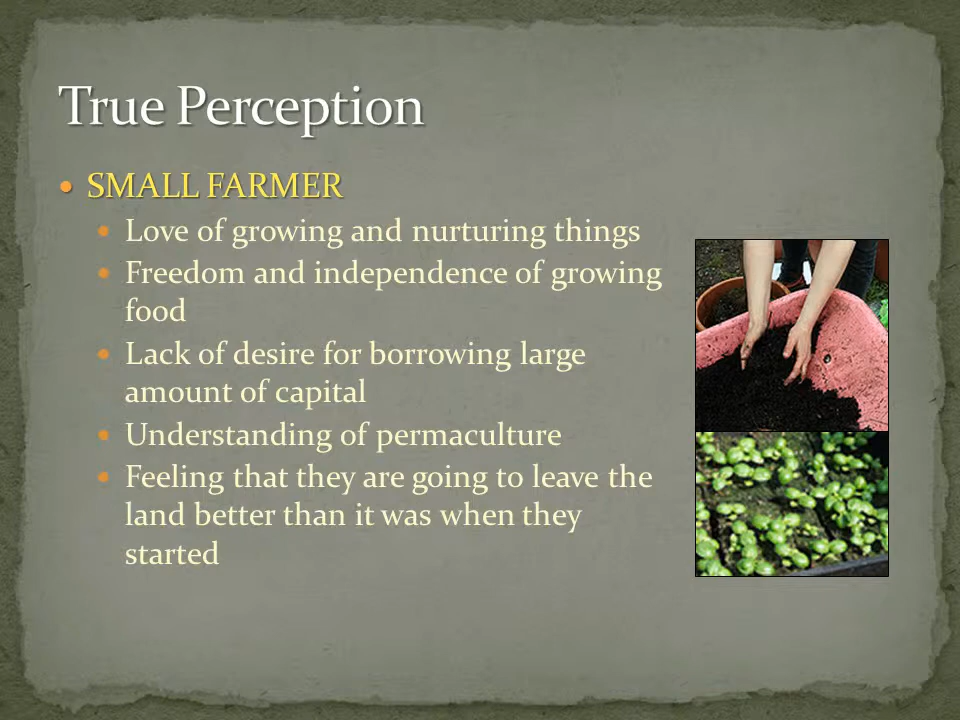 True Perception
SMALL FARMER
Love of growing and nurturing things
Freedom and independence of growing
food
Lack of desire for borrowing large
amount of capital
Understanding of permaculture
Feeling that they are going to leave the
land better than it was when they
started